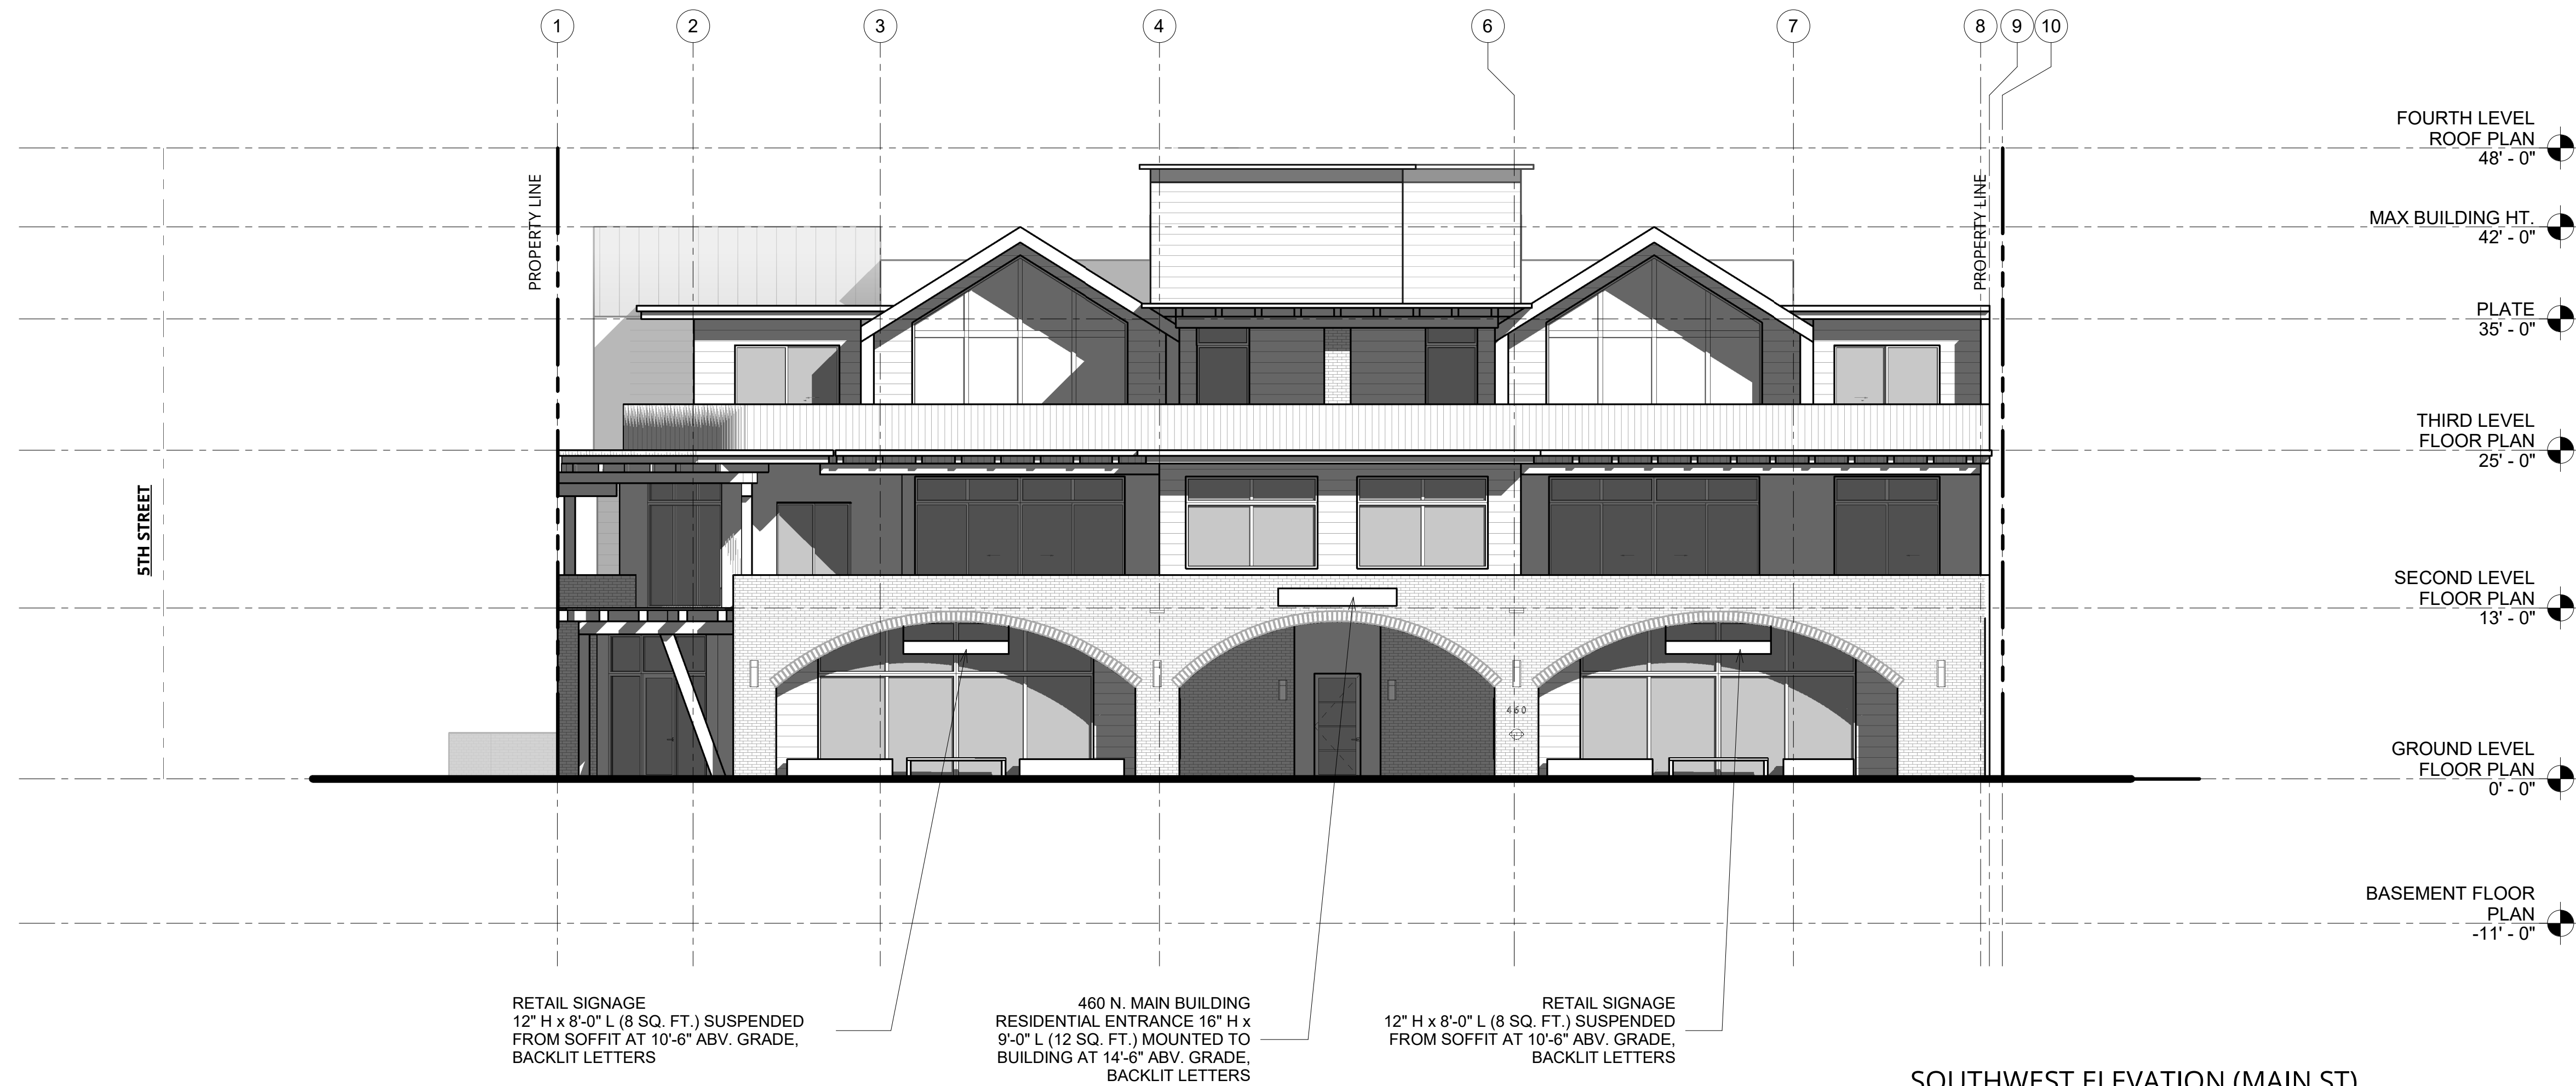 1
2
3
4
6
7
8
9
10
FOURTH LEVEL
ROOF PLAN
48' - 0"
PROPERTY LINE
PROPERTY LINE
MAX BUILDING HT.
42' - 0"
PLATE
35' - 0"
THIRD LEVEL
FLOOR PLAN
25' - 0"
5TH STREET
SECOND LEVEL
FLOOR PLAN
13' - 0"
460
GROUND LEVEL
FLOOR PLAN
0' - 0"
BASEMENT FLOOR
PLAN
-11' - 0"
RETAIL SIGNAGE
12" H x 8'-0" L (8 SQ. FT.) SUSPENDED
FROM SOFFIT AT 10'-6" ABV. GRADE,
BACKLIT LETTERS
460 N. MAIN BUILDING
RESIDENTIAL ENTRANCE 16" H x
9'-0" L (12 SQ. FT.) MOUNTED TO
BUILDING AT 14'-6" ABV. GRADE,
BACKLIT LETTERS
RETAIL SIGNAGE
12" H x 8'-0" L (8 SQ. FT.) SUSPENDED
FROM SOFFIT AT 10'-6" ABV. GRADE,
BACKLIT LETTERS
SOUTHWEST ELEVATION (MAIN ST)